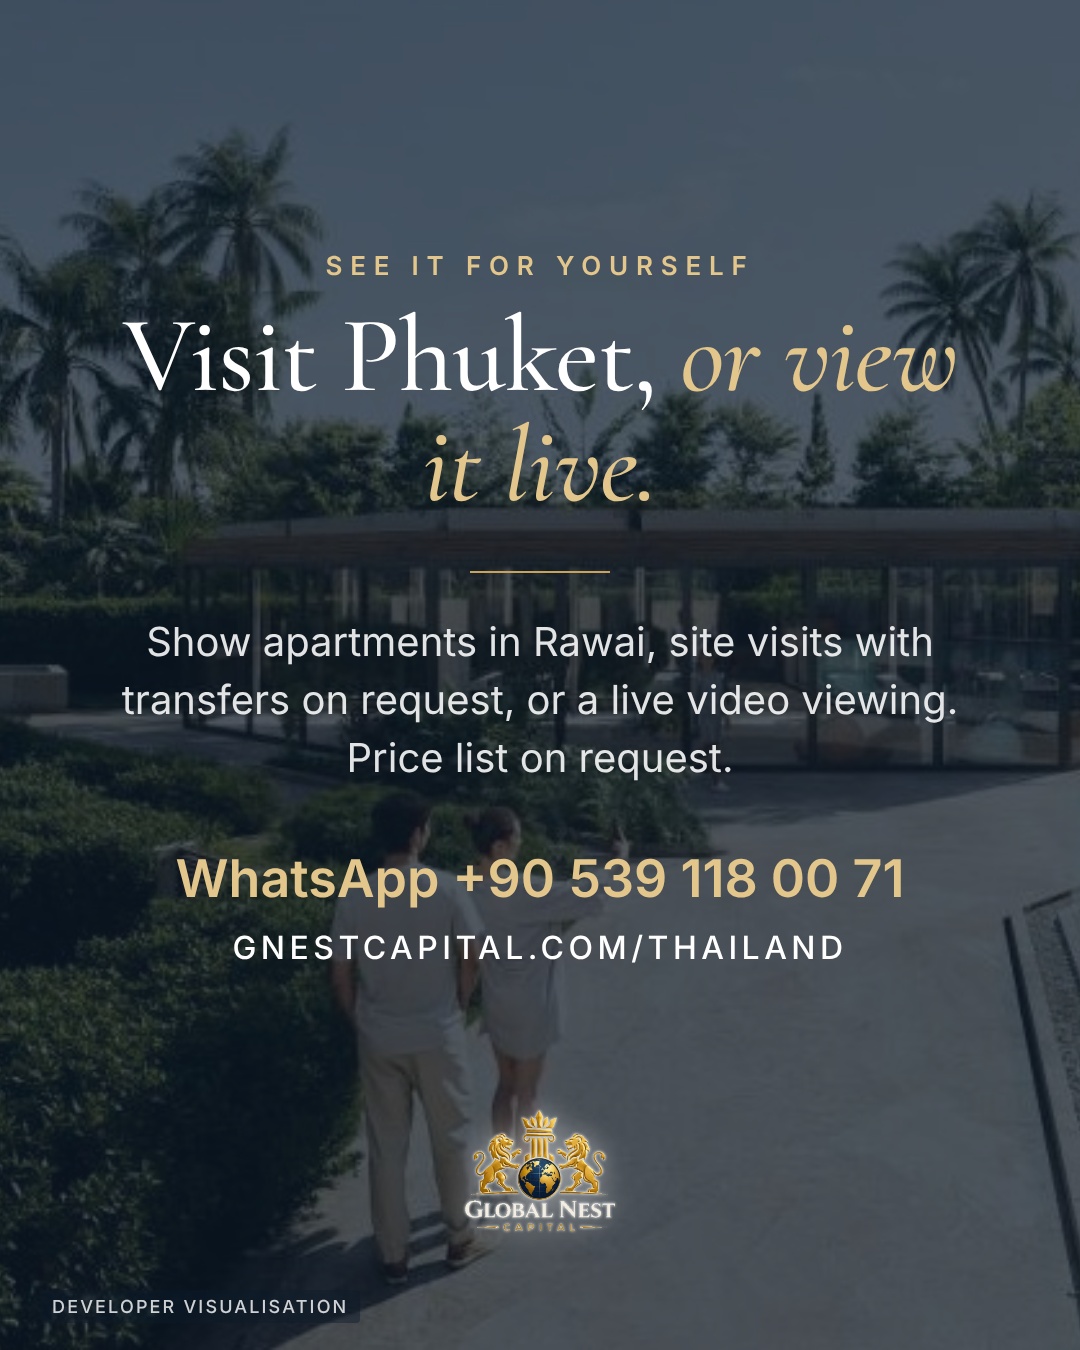 SEE IT FOR YOURSELF
Visit Phuket, or view
it live.
Show apartments in Rawai, site visits with
transfers on request, or a live video viewing.
Price list on request.
WhatsApp +90 539 118 00 71
GNESTCAPITAL.COM/THAILAND
GLOBAL NEST
CAPITAL
DEVELOPER VISUALISATION